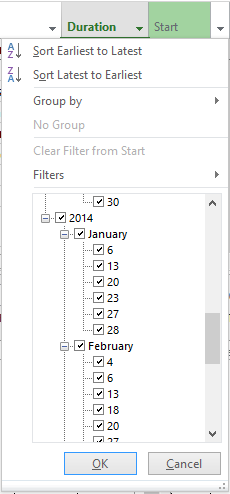 Duration Start
Sort Earliest to Latest
Sort Latest to Earliest
Group by
No Group
Clear Filter from Start
Filters
30
2014
January
6
13
20
23
27
28
February
4
6
13
18
20
27
OK Cancel